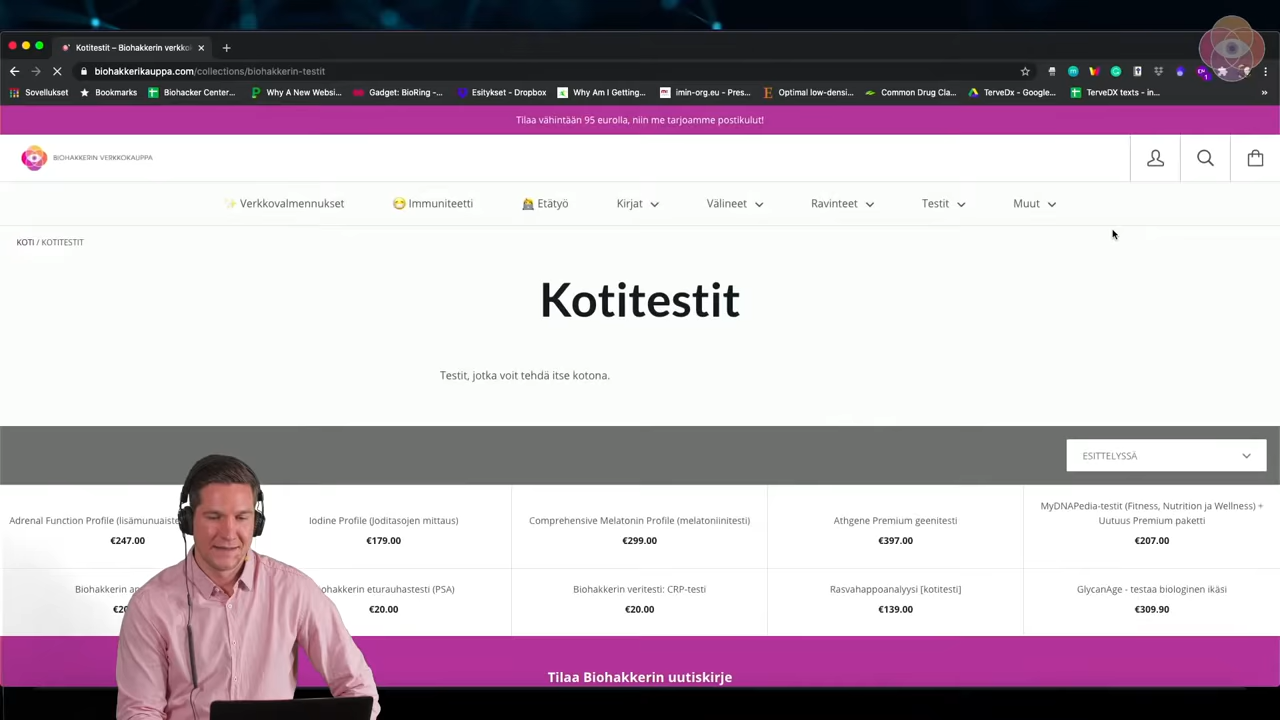 Kotitestit – Biohakkerin verkko
biohakkerikauppa.com/collections/biohakkerin-testit
Sovellukset Bookmarks Biohacker Center... Why A New Websi... Gadget: BioRing -... Esitykset - Dropbox Why Am I Getting... imin-org.eu - Pres... Optimal low-densi... Common Drug Cla... TerveDx - Google... TerveDX texts - in...
Tilaa vähintään 95 eurolla, niin me tarjoamme postikulut!
BIOHAKKERIN VERKKOKAUPPA
✨ Verkkovalmennukset 😷 Immuniteetti Etätyö Kirjat Välineet Ravinteet Testit Muut
KOTI / KOTITESTIT
Kotitestit
Testit, jotka voit tehdä itse kotona.
ESITTELYSSÄ
Adrenal Function Profile
€247.00
Iodine Profile (Joditasojen mittaus)
€179.00
Comprehensive Melatonin Profile (melatoniinitesti)
€299.00
Athgene Premium geenitesti
€397.00
MyDNAPedia-testit (Fitness, Nutrition ja Wellness) +
Uutuus Premium paketti
€207.00
Biohakkerin
eturauhastesti (PSA)
€20.00
Biohakkerin veritesti: CRP-testi
€20.00
Rasvahappoanalyysi [kotitesti]
€139.00
GlycanAge - testaa biologinen ikäsi
€309.90
Tilaa Biohakkerin uutiskirje